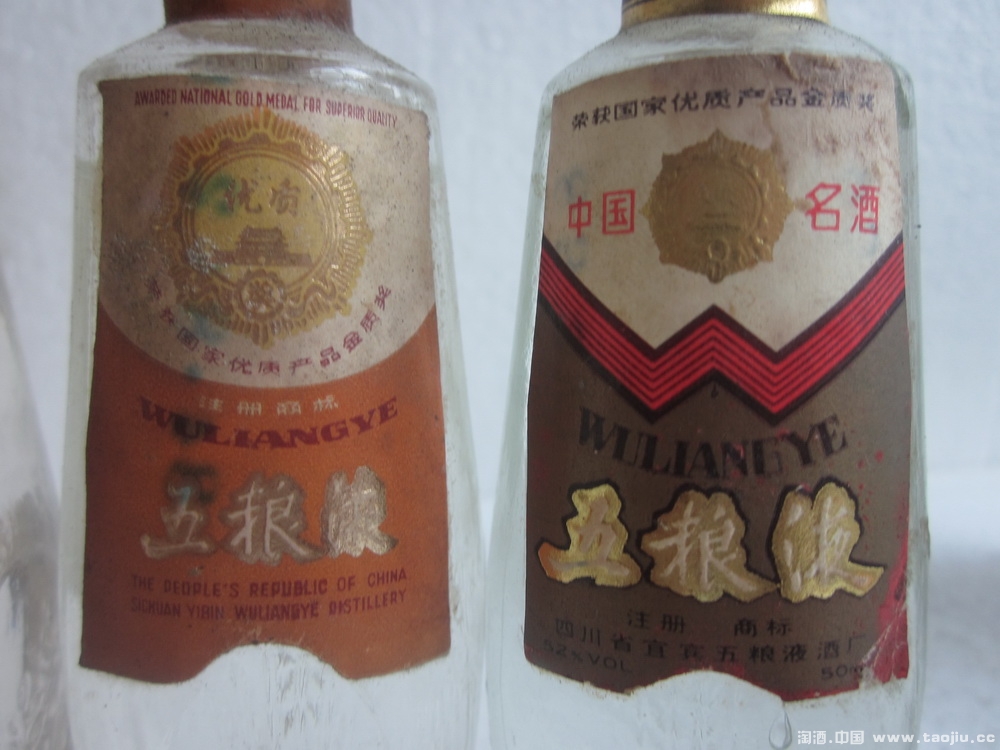 AWARDED NATIONAL GOLD MEDAL FOR SUPERIOR QUALITY
优质
荣获国家优质产品金质奖
注册商标
WULIANGYE
五粮液
THE PEOPLE'S REPUBLIC OF CHINA
SICHUAN YIBIN WULIANGYE DISTILLERY
荣获国家优质产品金质奖
中国 名酒
WULIANGYE
五粮液
注册 商标
四川省宜宾五粮液酒厂
52%VOL
淘酒.中国 www.taojiu.cc